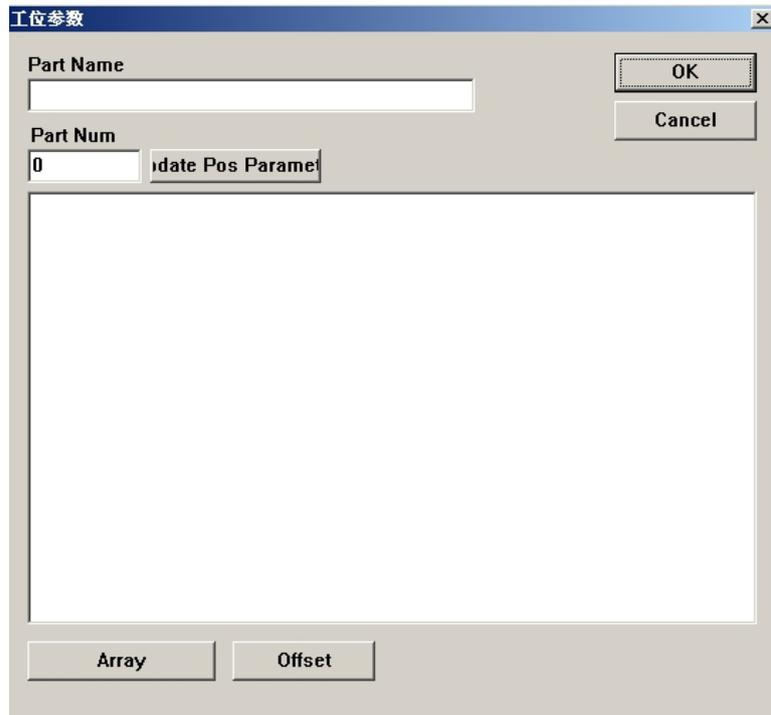 工位参数
Part Name
OK
Cancel
Part Num
0
date Pos Paramet
Array
Offset